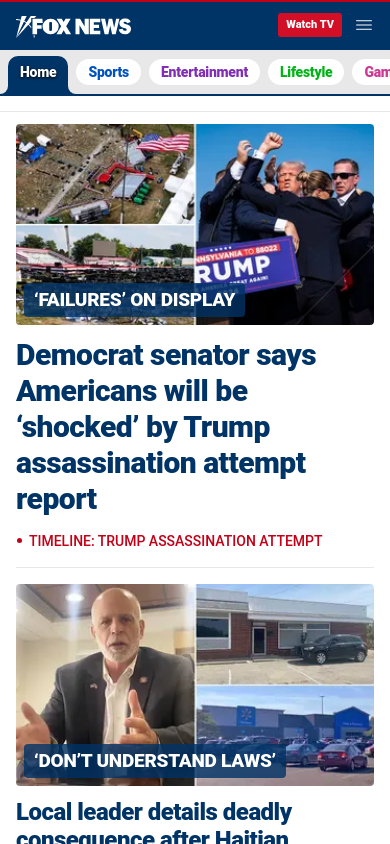 FOX NEWS
Watch TV
Home
Sports
Entertainment
Lifestyle
Gam
PENNSYLVANIA TO 88022
TRUMP
‘FAILURES’ ON DISPLAY
Democrat senator says
Americans will be
‘shocked’ by Trump
assassination attempt
report
• TIMELINE: TRUMP ASSASSINATION ATTEMPT
‘DON’T UNDERSTAND LAWS’
Local leader details deadly
consequence after Haitian